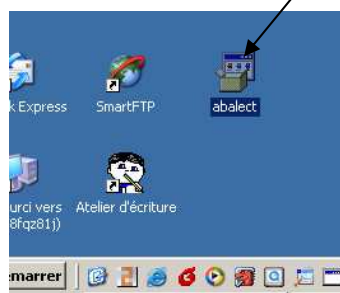 k Express SmartFTP abalect
urci vers Atelier d'écriture
8fqz81j)
marrer